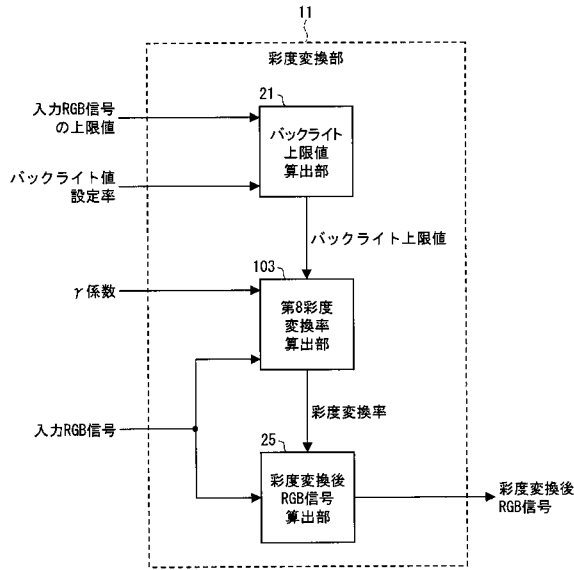 11
彩度変換部
入力RGB信号
の上限値
21
バックライト
上限値
算出部
バックライト値
設定率
バックライト上限値
103
γ係数
第8彩度
変換率
算出部
彩度変換率
入力RGB信号
25
彩度変換後
RGB信号
算出部
彩度変換後
RGB信号